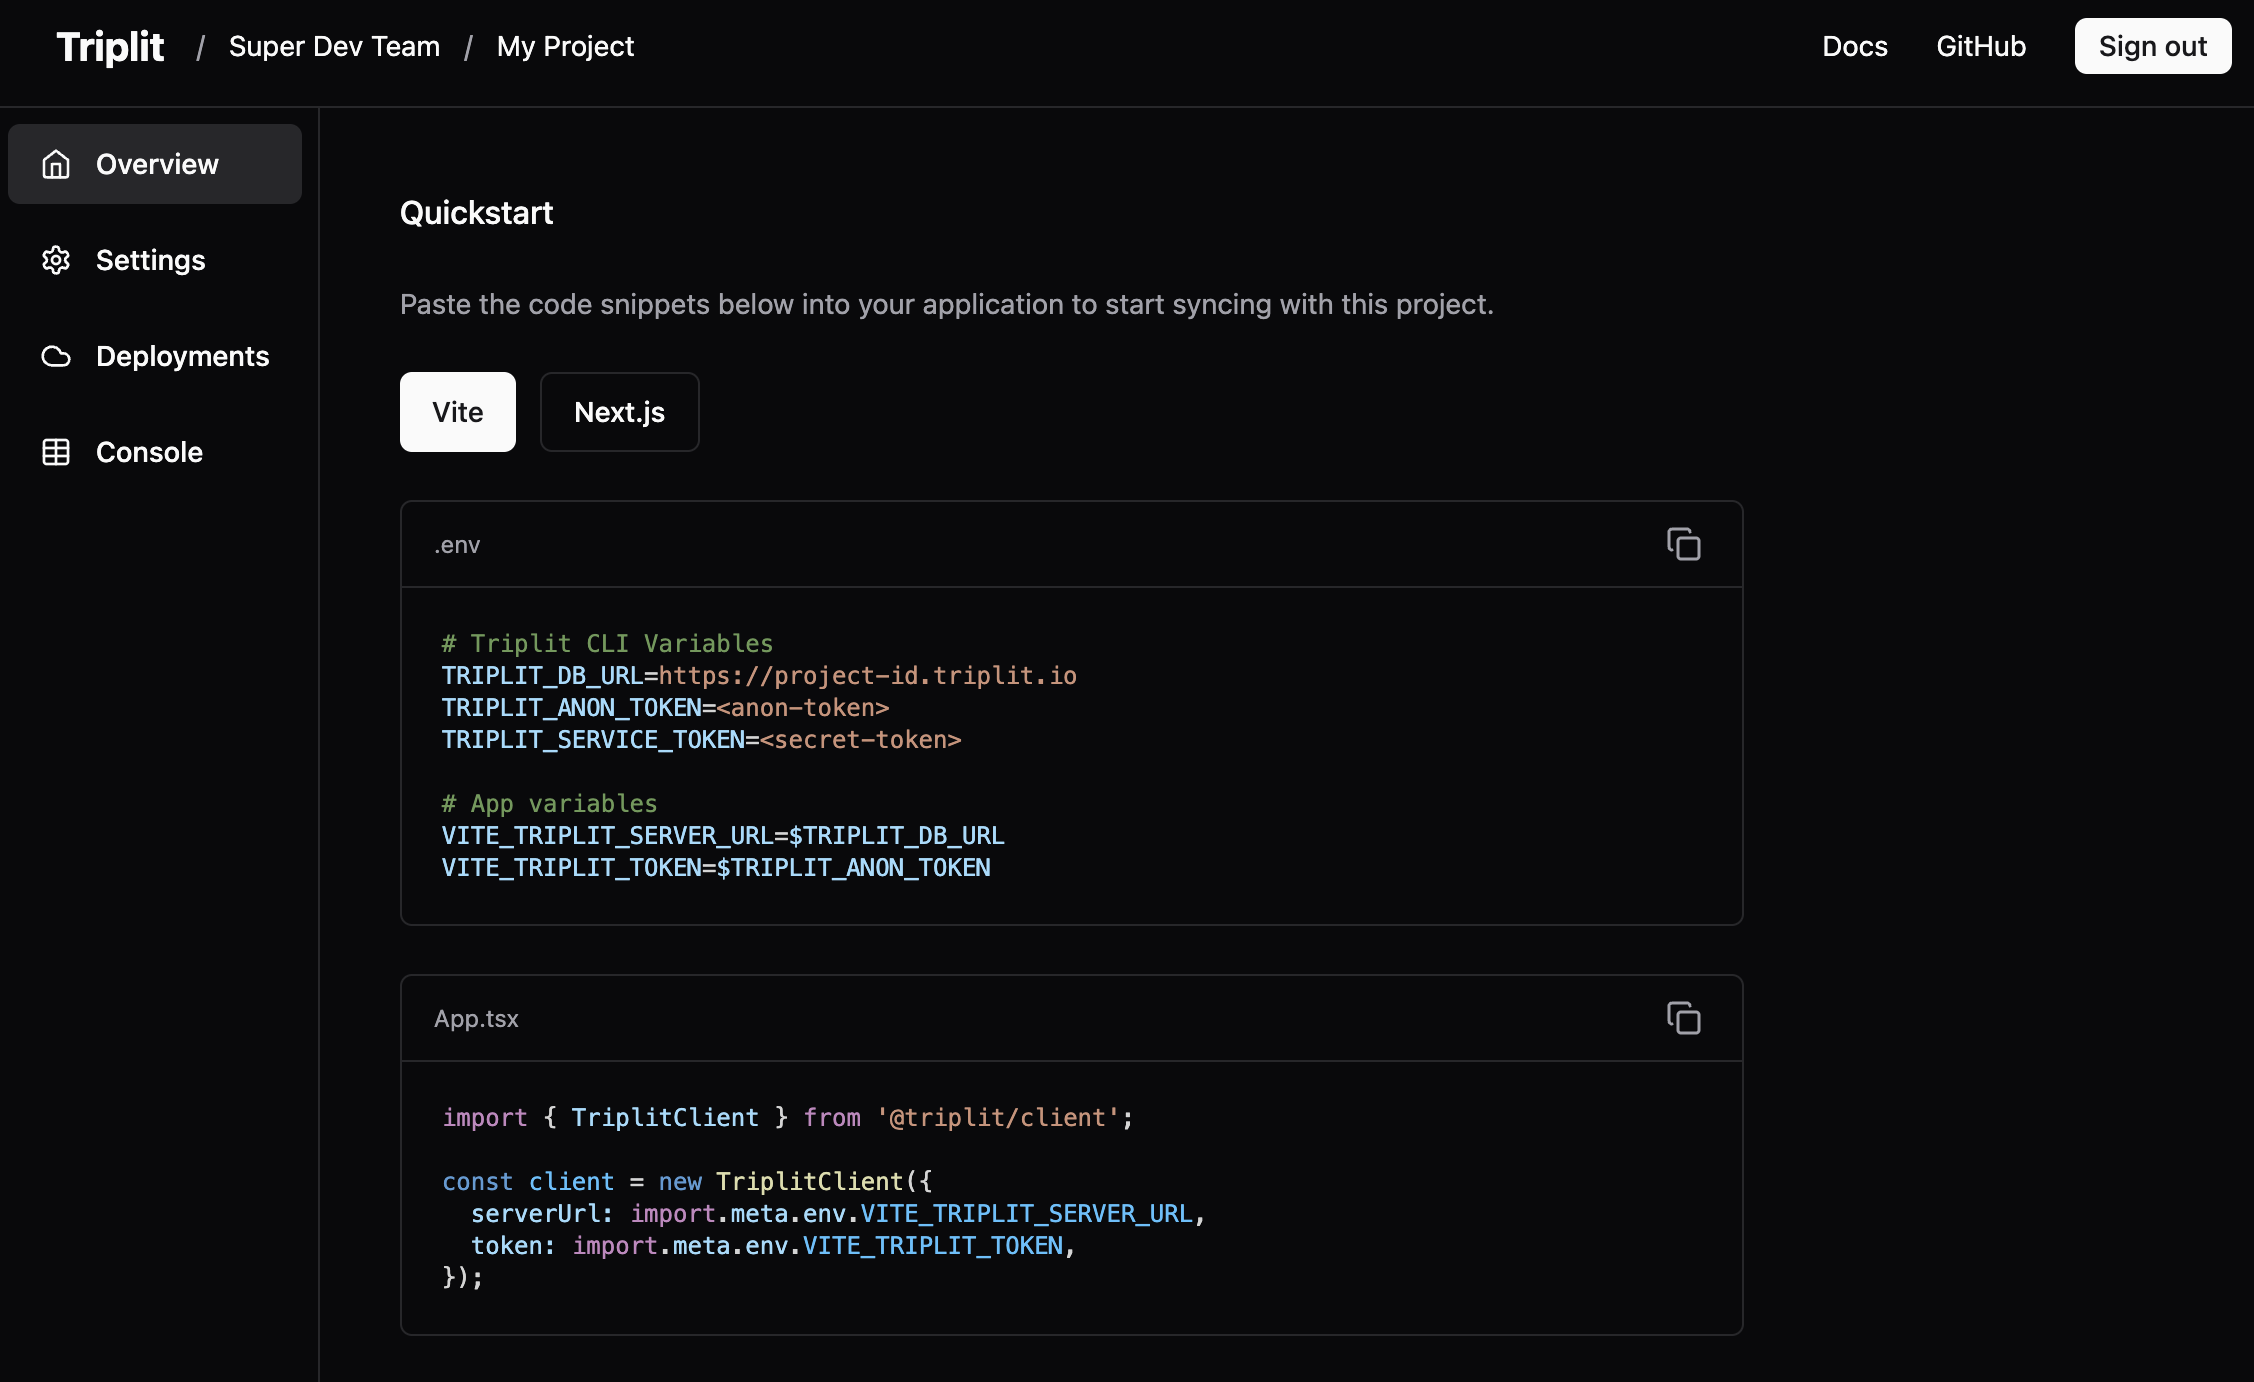 Triplit / Super Dev Team / My Project
Docs GitHub Sign out
Overview
Settings
Deployments
Console
Quickstart
Paste the code snippets below into your application to start syncing with this project.
Vite Next.js
.env
# Triplit CLI Variables
TRIPLIT_DB_URL=https://project-id.triplit.io
TRIPLIT_ANON_TOKEN=<anon-token>
TRIPLIT_SERVICE_TOKEN=<secret-token>
# App variables
VITE_TRIPLIT_SERVER_URL=$TRIPLIT_DB_URL
VITE_TRIPLIT_TOKEN=$TRIPLIT_ANON_TOKEN
App.tsx
import { TriplitClient } from '@triplit/client';
const client = new TriplitClient({
  serverUrl: import.meta.env.VITE_TRIPLIT_SERVER_URL,
  token: import.meta.env.VITE_TRIPLIT_TOKEN,
});